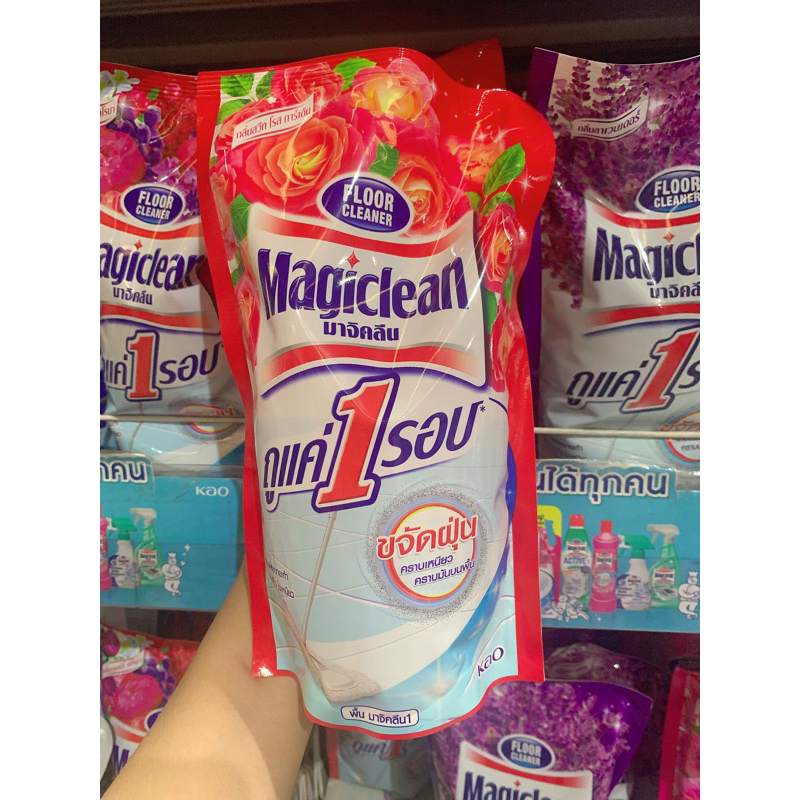 กลิ่นสวีท โรส การ์เด้น
FLOOR
CLEANER
Magiclean
มาจิคลีน
ถูแค่ 1 รอบ*
ขจัดฝุ่น
คราบเหนียว
คราบมันบนพื้น
Kao
พื้น มาจิคลีน1
FLOOR
CLEANER
agiclean
มาจิคลีน
1 รอบ
กลิ่นลาเวนเดอร์
FLOOR
CLEANER
Magicl
มาจิคลีน
ถูแค่ 1
ทุกคน
Kao
นได้ทุกคน
FLOOR
CLEANER
Magiclean
ถูแค่ 1 รอบ